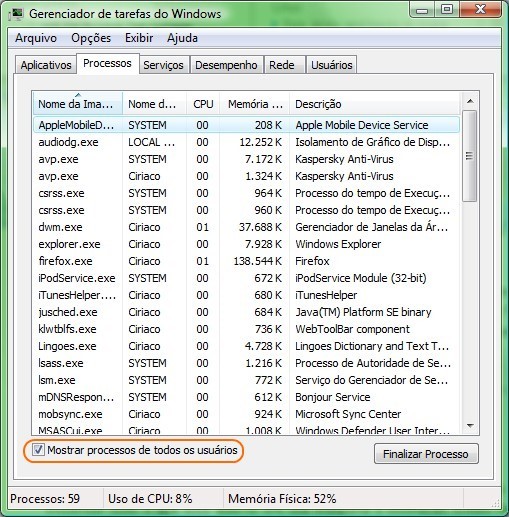 Gerenciador de tarefas do Windows
Arquivo Opções Exibir Ajuda
Aplicativos Processos Serviços Desempenho Rede Usuários
Nome da Ima... Nome d... CPU Memória ... Descrição
AppleMobileD... SYSTEM 00 208 K Apple Mobile Device Service
audiodg.exe LOCAL ... 00 12.252 K Isolamento de Gráfico de Disp...
avp.exe SYSTEM 00 7.172 K Kaspersky Anti-Virus
avp.exe Ciriaco 00 1.324 K Kaspersky Anti-Virus
csrss.exe SYSTEM 00 964 K Processo do tempo de Execuç...
csrss.exe SYSTEM 00 960 K Processo do tempo de Execuç...
dwm.exe Ciriaco 01 37.688 K Gerenciador de Janelas da Ár...
explorer.exe Ciriaco 00 7.928 K Windows Explorer
firefox.exe Ciriaco 01 138.544 K Firefox
iPodService.exe SYSTEM 00 672 K iPodService Module (32-bit)
iTunesHelper.... Ciriaco 00 680 K iTunesHelper
jusched.exe Ciriaco 00 684 K Java(TM) Platform SE binary
klwtblfs.exe Ciriaco 00 736 K WebToolBar component
Lingoes.exe Ciriaco 00 4.728 K Lingoes Dictionary and Text T...
lsass.exe SYSTEM 00 1.216 K Processo de Autoridade de Se...
lsm.exe SYSTEM 00 772 K Serviço do Gerenciador de Se...
mDNSRespon... SYSTEM 00 612 K Bonjour Service
mobsync.exe Ciriaco 00 924 K Microsoft Sync Center
MSASCui.exe Ciriaco 00 1.008 K Windows Defender User Inter...
Mostrar processos de todos os usuários Finalizar Processo
Processos: 59 Uso de CPU: 8% Memória Física: 52%